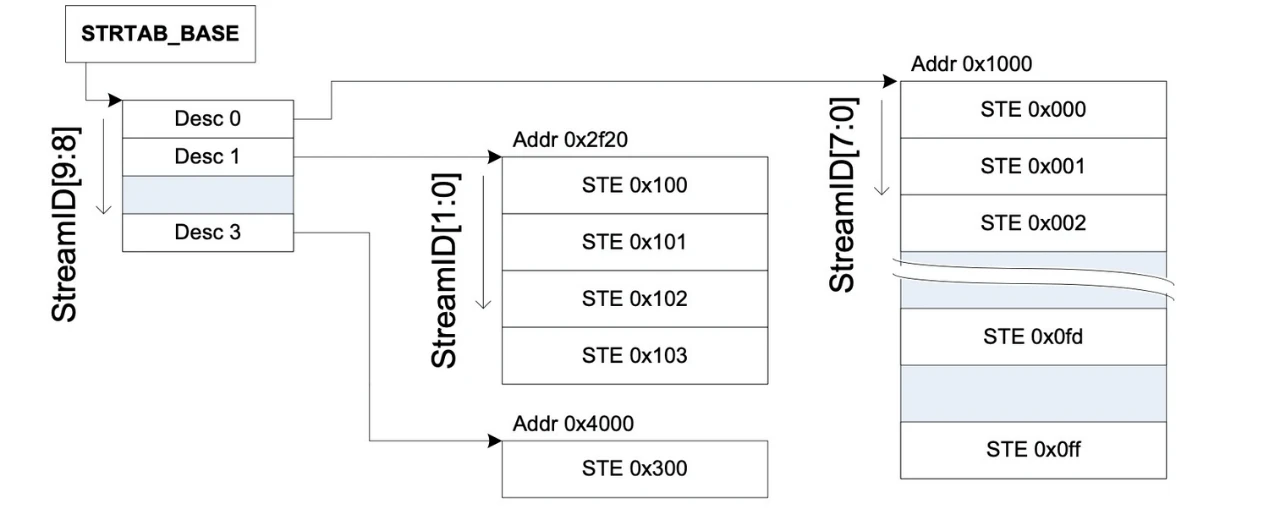 STRTAB_BASE
Desc 0
Desc 1
Desc 3
StreamID[9:8]
Addr 0x2f20
STE 0x100
STE 0x101
STE 0x102
STE 0x103
StreamID[1:0]
Addr 0x4000
STE 0x300
Addr 0x1000
STE 0x000
STE 0x001
STE 0x002
STE 0x0fd
STE 0x0ff
StreamID[7:0]